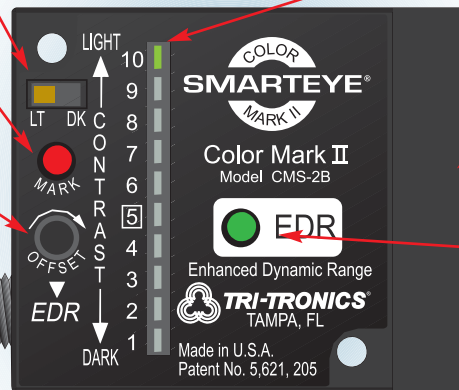 LIGHT
10
9
8
7
6
5
4
3
2
1
DARK
CONTRAST
LT DK
MARK
OFFSET
EDR
COLOR
SMARTEYE®
MARK II
Color Mark II
Model CMS-2B
EDR
Enhanced Dynamic Range
TRI-TRONICS®
TAMPA, FL
Made in U.S.A.
Patent No. 5,621, 205